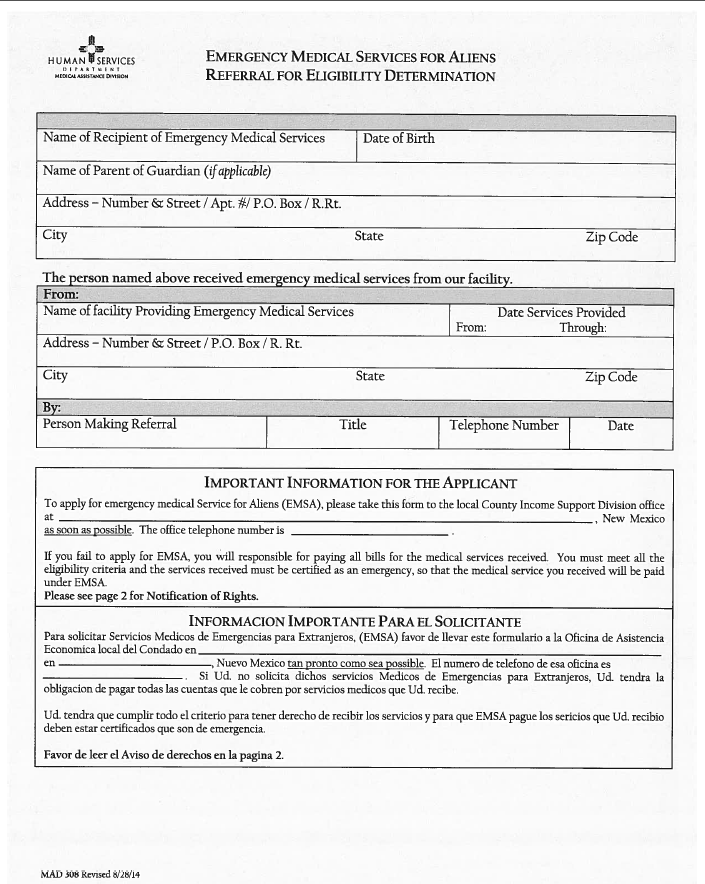 HUMAN SERVICES
DEPARTMENT
MEDICAL ASSISTANCE DIVISION
EMERGENCY MEDICAL SERVICES FOR ALIENS
REFERRAL FOR ELIGIBILITY DETERMINATION
Name of Recipient of Emergency Medical Services Date of Birth
Name of Parent of Guardian (if applicable)
Address – Number & Street / Apt. #/ P.O. Box / R.Rt.
City State Zip Code
The person named above received emergency medical services from our facility.
From:
Name of facility Providing Emergency Medical Services Date Services Provided
From: Through:
Address – Number & Street / P.O. Box / R. Rt.
City State Zip Code
By:
Person Making Referral Title Telephone Number Date
IMPORTANT INFORMATION FOR THE APPLICANT
To apply for emergency medical Service for Aliens (EMSA), please take this form to the local County Income Support Division office
at ______, New Mexico
as soon as possible. The office telephone number is ______.
If you fail to apply for EMSA, you will responsible for paying all bills for the medical services received. You must meet all the
eligibility criteria and the services received must be certified as an emergency, so that the medical service you received will be paid
under EMSA.
Please see page 2 for Notification of Rights.
INFORMACION IMPORTANTE PARA EL SOLICITANTE
Para solicitar Servicios Medicos de Emergencias para Extranjeros, (EMSA) favor de llevar este formulario a la Oficina de Asistencia
Economica local del Condado en ______
en ______, Nuevo Mexico tan pronto como sea possible. El numero de telefono de esa oficina es
______. Si Ud. no solicita dichos servicios Medicos de Emergencias para Extranjeros, Ud. tendra la
obligacion de pagar todas las cuentas que le cobren por servicios medicos que Ud. recibe.
Ud. tendra que cumplir todo el criterio para tener derecho de recibir los servicios y para que EMSA pague los sericios que Ud. recibio
deben estar certificados que son de emergencia.
Favor de leer el Aviso de derechos en la pagina 2.
MAD 308 Revised 8/28/14